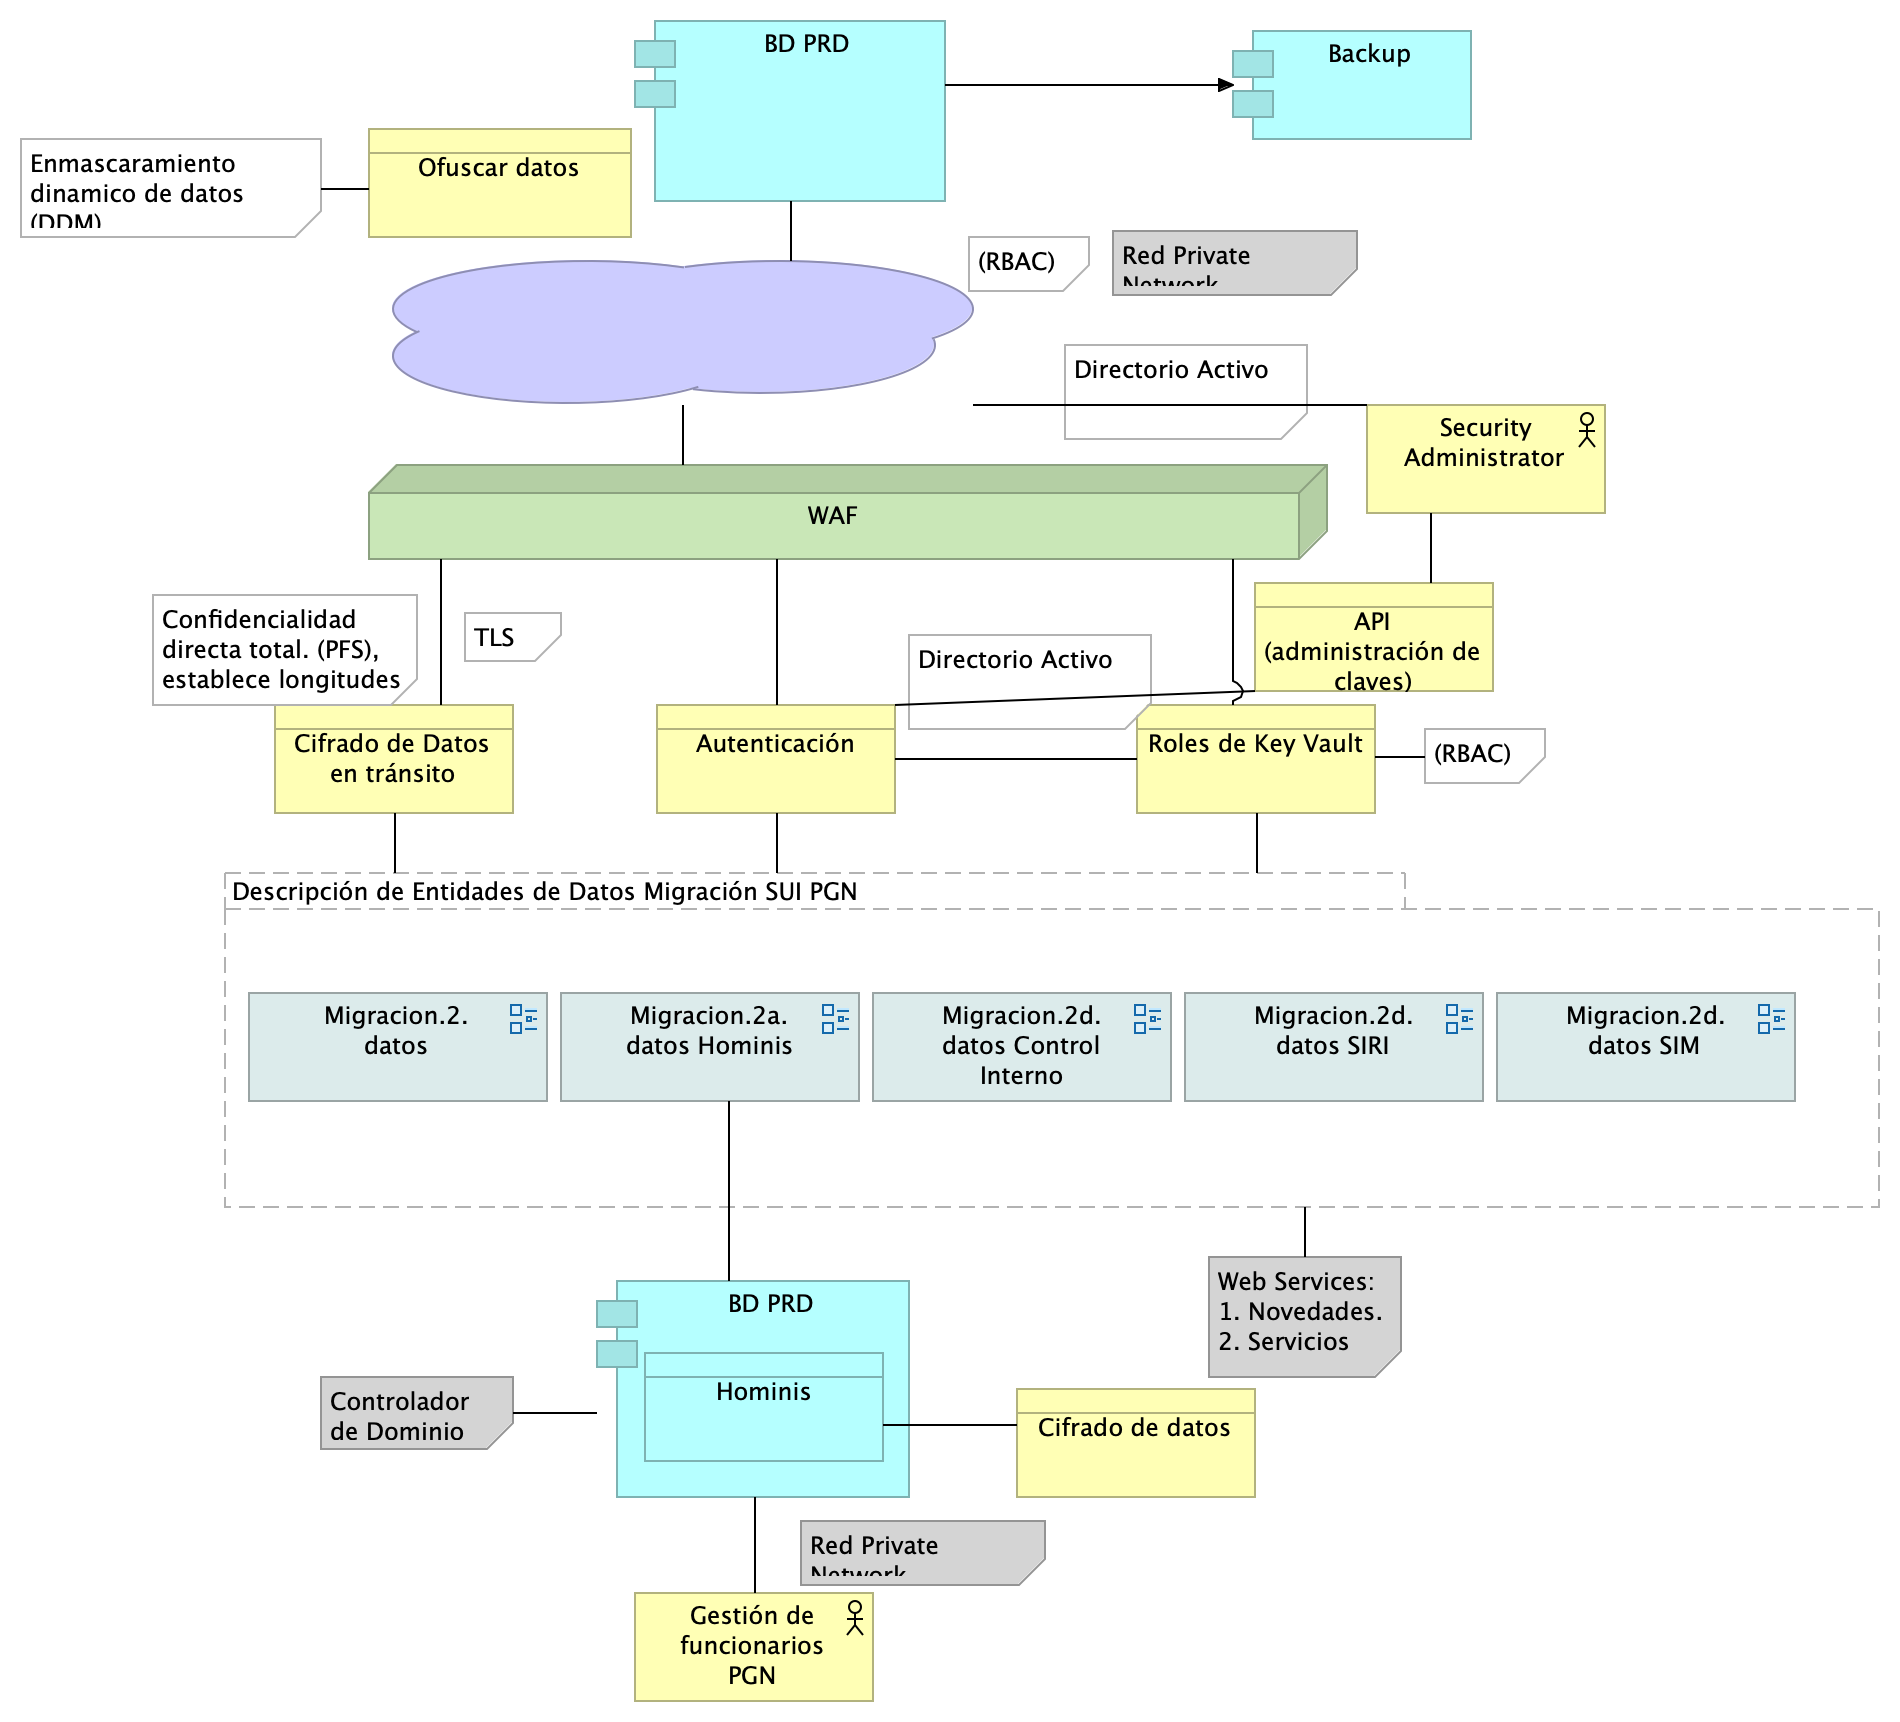 BD PRD
Backup
Enmascaramiento
dinamico de datos
(DDM)
Ofuscar datos
(RBAC)
Red Private
Network
Directorio Activo
Security
Administrator
WAF
Confidencialidad
directa total. (PFS),
establece longitudes
TLS
API
(administración de
claves)
Directorio Activo
Cifrado de Datos
en tránsito
Autenticación
Roles de Key Vault
(RBAC)
Descripción de Entidades de Datos Migración SUI PGN
Migracion.2.
datos
Migracion.2a.
datos Hominis
Migracion.2d.
datos Control
Interno
Migracion.2d.
datos SIRI
Migracion.2d.
datos SIM
Web Services:
1. Novedades.
2. Servicios
BD PRD
Hominis
Controlador
de Dominio
Cifrado de datos
Red Private
Network
Gestión de
funcionarios
PGN